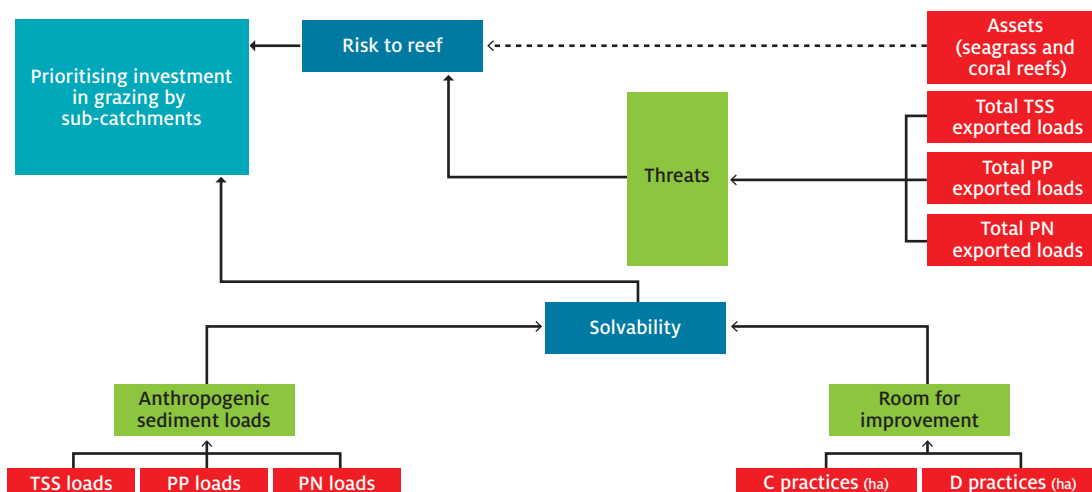 Prioritising investment
in grazing by
sub-catchments
Risk to reef
Assets
(seagrass and
coral reefs)
Threats
Total TSS
exported loads
Total PP
exported loads
Total PN
exported loads
Solvability
Anthropogenic
sediment loads
Room for
improvement
TSS loads
PP loads
PN loads
C practices (ha)
D practices (ha)